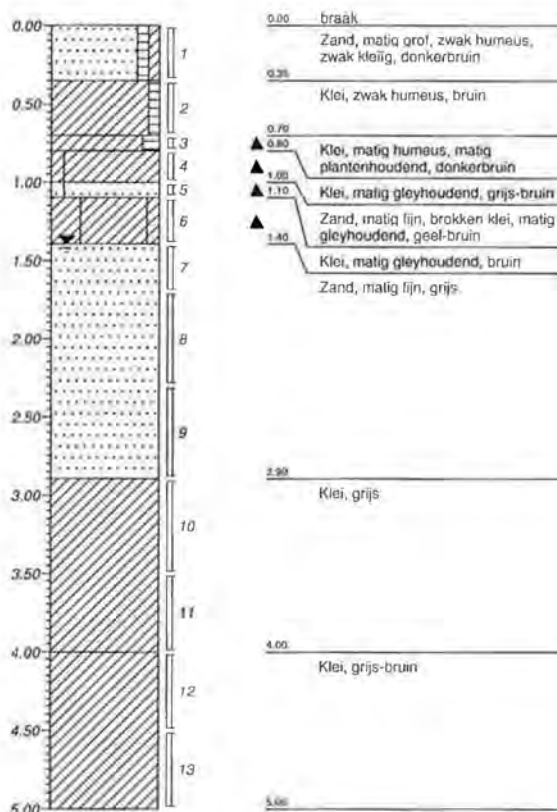 0.00
0.50
1.00
1.50
2.00
2.50
3.00
3.50
4.00
4.50
5.00
1
2
3
4
5
6
7
8
9
10
11
12
13
0.00 braak
Zand, matig grof, zwak humeus,
zwak kleiig, donkerbruin
0.35
Klei, zwak humeus, bruin
0.70
0.80 Klei, matig humeus, matig
plantenhoudend, donkerbruin
1.00
1.10 Klei, matig gleyhoudend, grijs-bruin
Zand, matig fijn, brokken klei, matig
gleyhoudend, geel-bruin
1.40
Klei, matig gleyhoudend, bruin
Zand, matig fijn, grijs
2.90
Klei, grijs
4.00
Klei, grijs-bruin
5.00